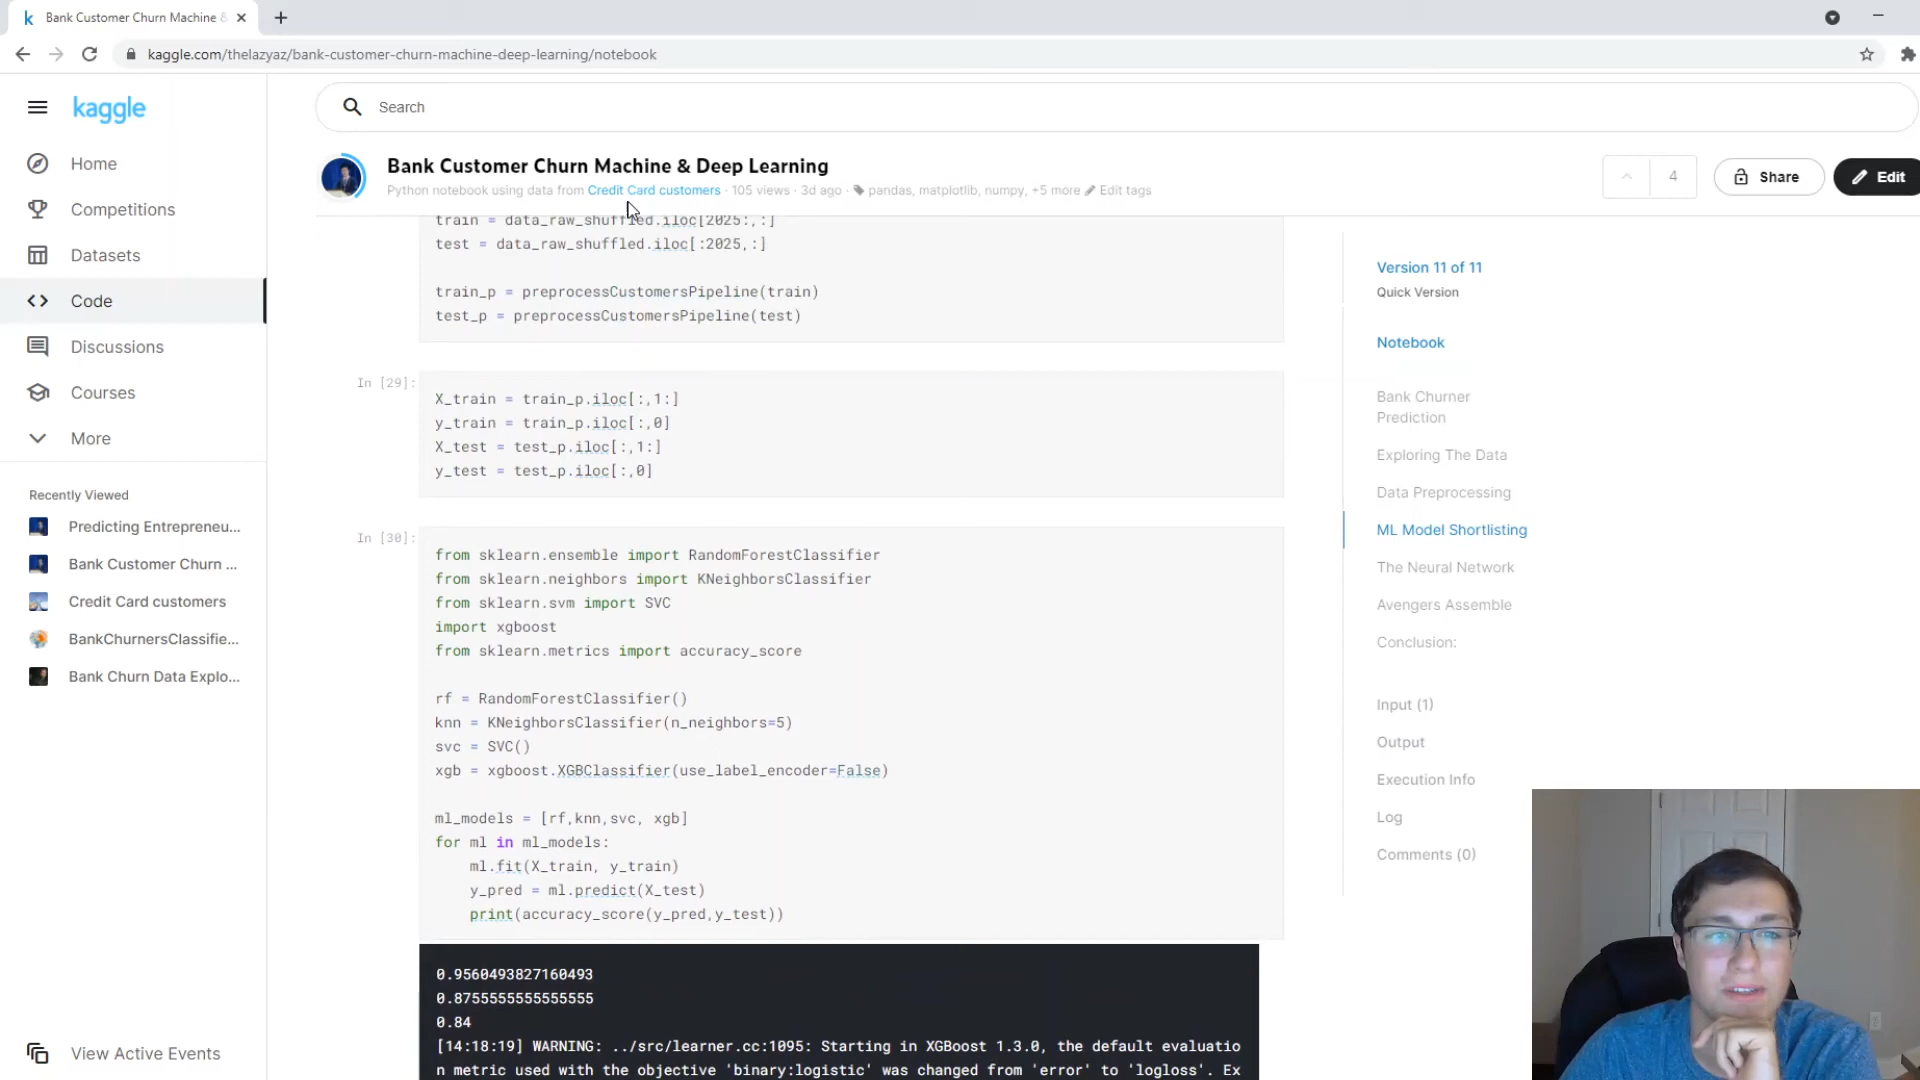 Bank Customer Churn Machine &
kaggle.com/thelazyaz/bank-customer-churn-machine-deep-learning/notebook
kaggle
Search
Home
Competitions
Datasets
Code
Discussions
Courses
More
Recently Viewed
Predicting Entrepreneu...
Bank Customer Churn ...
Credit Card customers
BankChurnersClassifie...
Bank Churn Data Explo...
View Active Events
Bank Customer Churn Machine & Deep Learning
Python notebook using data from Credit Card customers · 105 views · 3d ago · pandas, matplotlib, numpy, +5 more Edit tags
4
Share
Edit
train = data_raw_shuffled.iloc[2025:,:]
test = data_raw_shuffled.iloc[:2025,:]
train_p = preprocessCustomersPipeline(train)
test_p = preprocessCustomersPipeline(test)
In [29]:
X_train = train_p.iloc[:,1:]
y_train = train_p.iloc[:,0]
X_test = test_p.iloc[:,1:]
y_test = test_p.iloc[:,0]
In [30]:
from sklearn.ensemble import RandomForestClassifier
from sklearn.neighbors import KNeighborsClassifier
from sklearn.svm import SVC
import xgboost
from sklearn.metrics import accuracy_score
rf = RandomForestClassifier()
knn = KNeighborsClassifier(n_neighbors=5)
svc = SVC()
xgb = xgboost.XGBClassifier(use_label_encoder=False)
ml_models = [rf,knn,svc, xgb]
for ml in ml_models:
    ml.fit(X_train, y_train)
    y_pred = ml.predict(X_test)
    print(accuracy_score(y_pred,y_test))
0.9560493827160493
0.8755555555555555
0.84
[14:18:19] WARNING: ../src/learner.cc:1095: Starting in XGBoost 1.3.0, the default evaluatio
n metric used with the objective 'binary:logistic' was changed from 'error' to 'logloss'. Ex
Version 11 of 11
Quick Version
Notebook
Bank Churner
Prediction
Exploring The Data
Data Preprocessing
ML Model Shortlisting
The Neural Network
Avengers Assemble
Conclusion:
Input (1)
Output
Execution Info
Log
Comments (0)